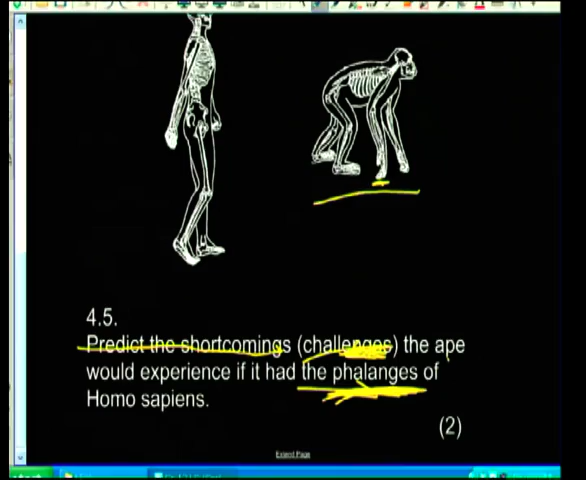 4.5.
Predict the shortcomings (challenges) the ape
would experience if it had the phalanges of
Homo sapiens.
(2)
Extend Page